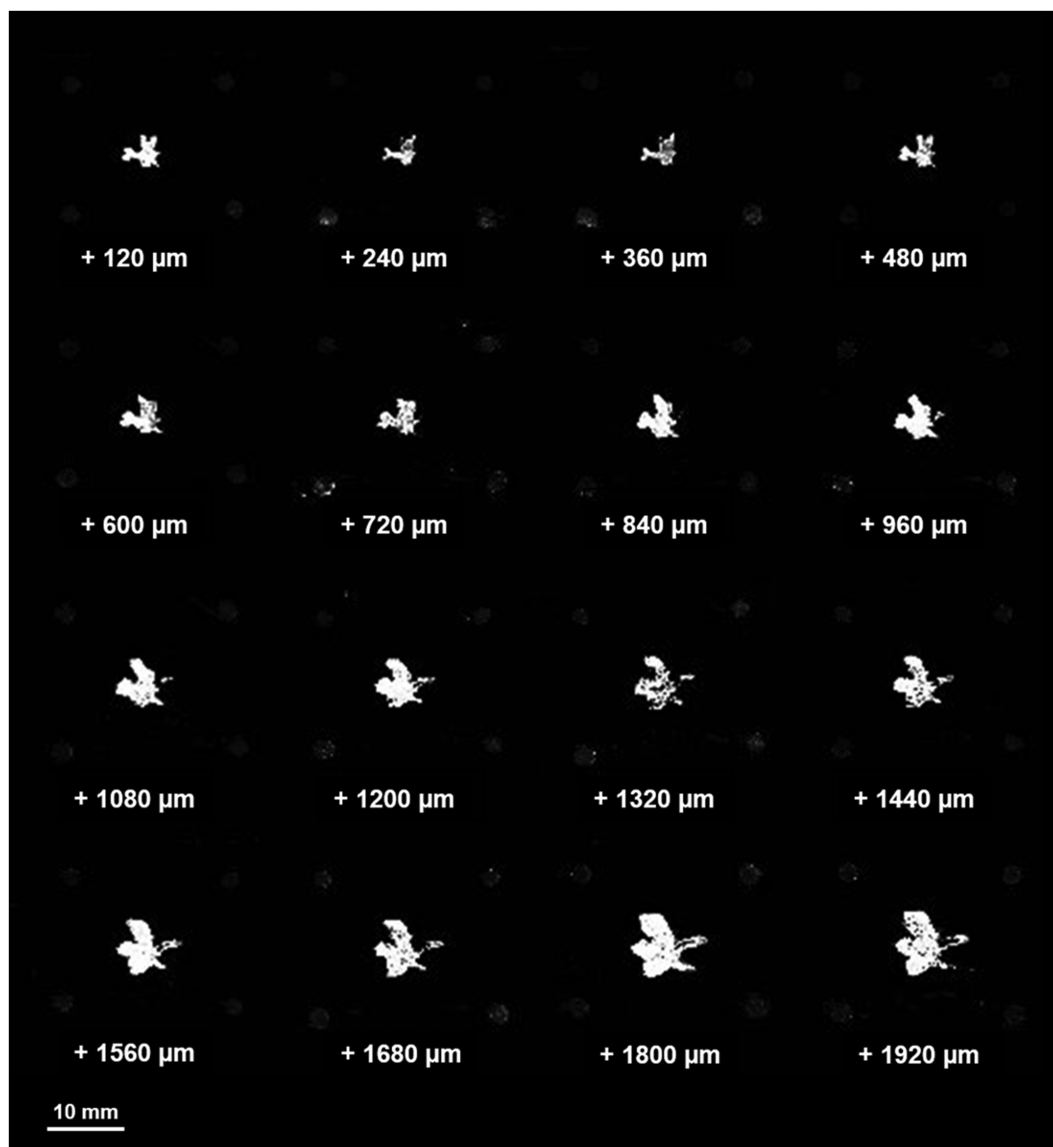 + 120 µm
+ 240 µm
+ 360 µm
+ 480 µm
+ 600 µm
+ 720 µm
+ 840 µm
+ 960 µm
+ 1080 µm
+ 1200 µm
+ 1320 µm
+ 1440 µm
+ 1560 µm
+ 1680 µm
+ 1800 µm
+ 1920 µm
10 mm